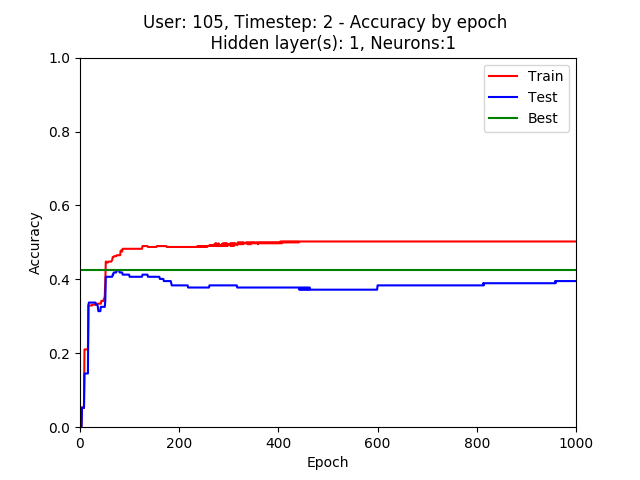 User: 105, Timestep: 2 - Accuracy by epoch
Hidden layer(s): 1, Neurons:1
1.0
Train
Test
Best
0.8
0.6
Accuracy
0.4
0.2
0.0
0 200 400 600 800 1000
Epoch